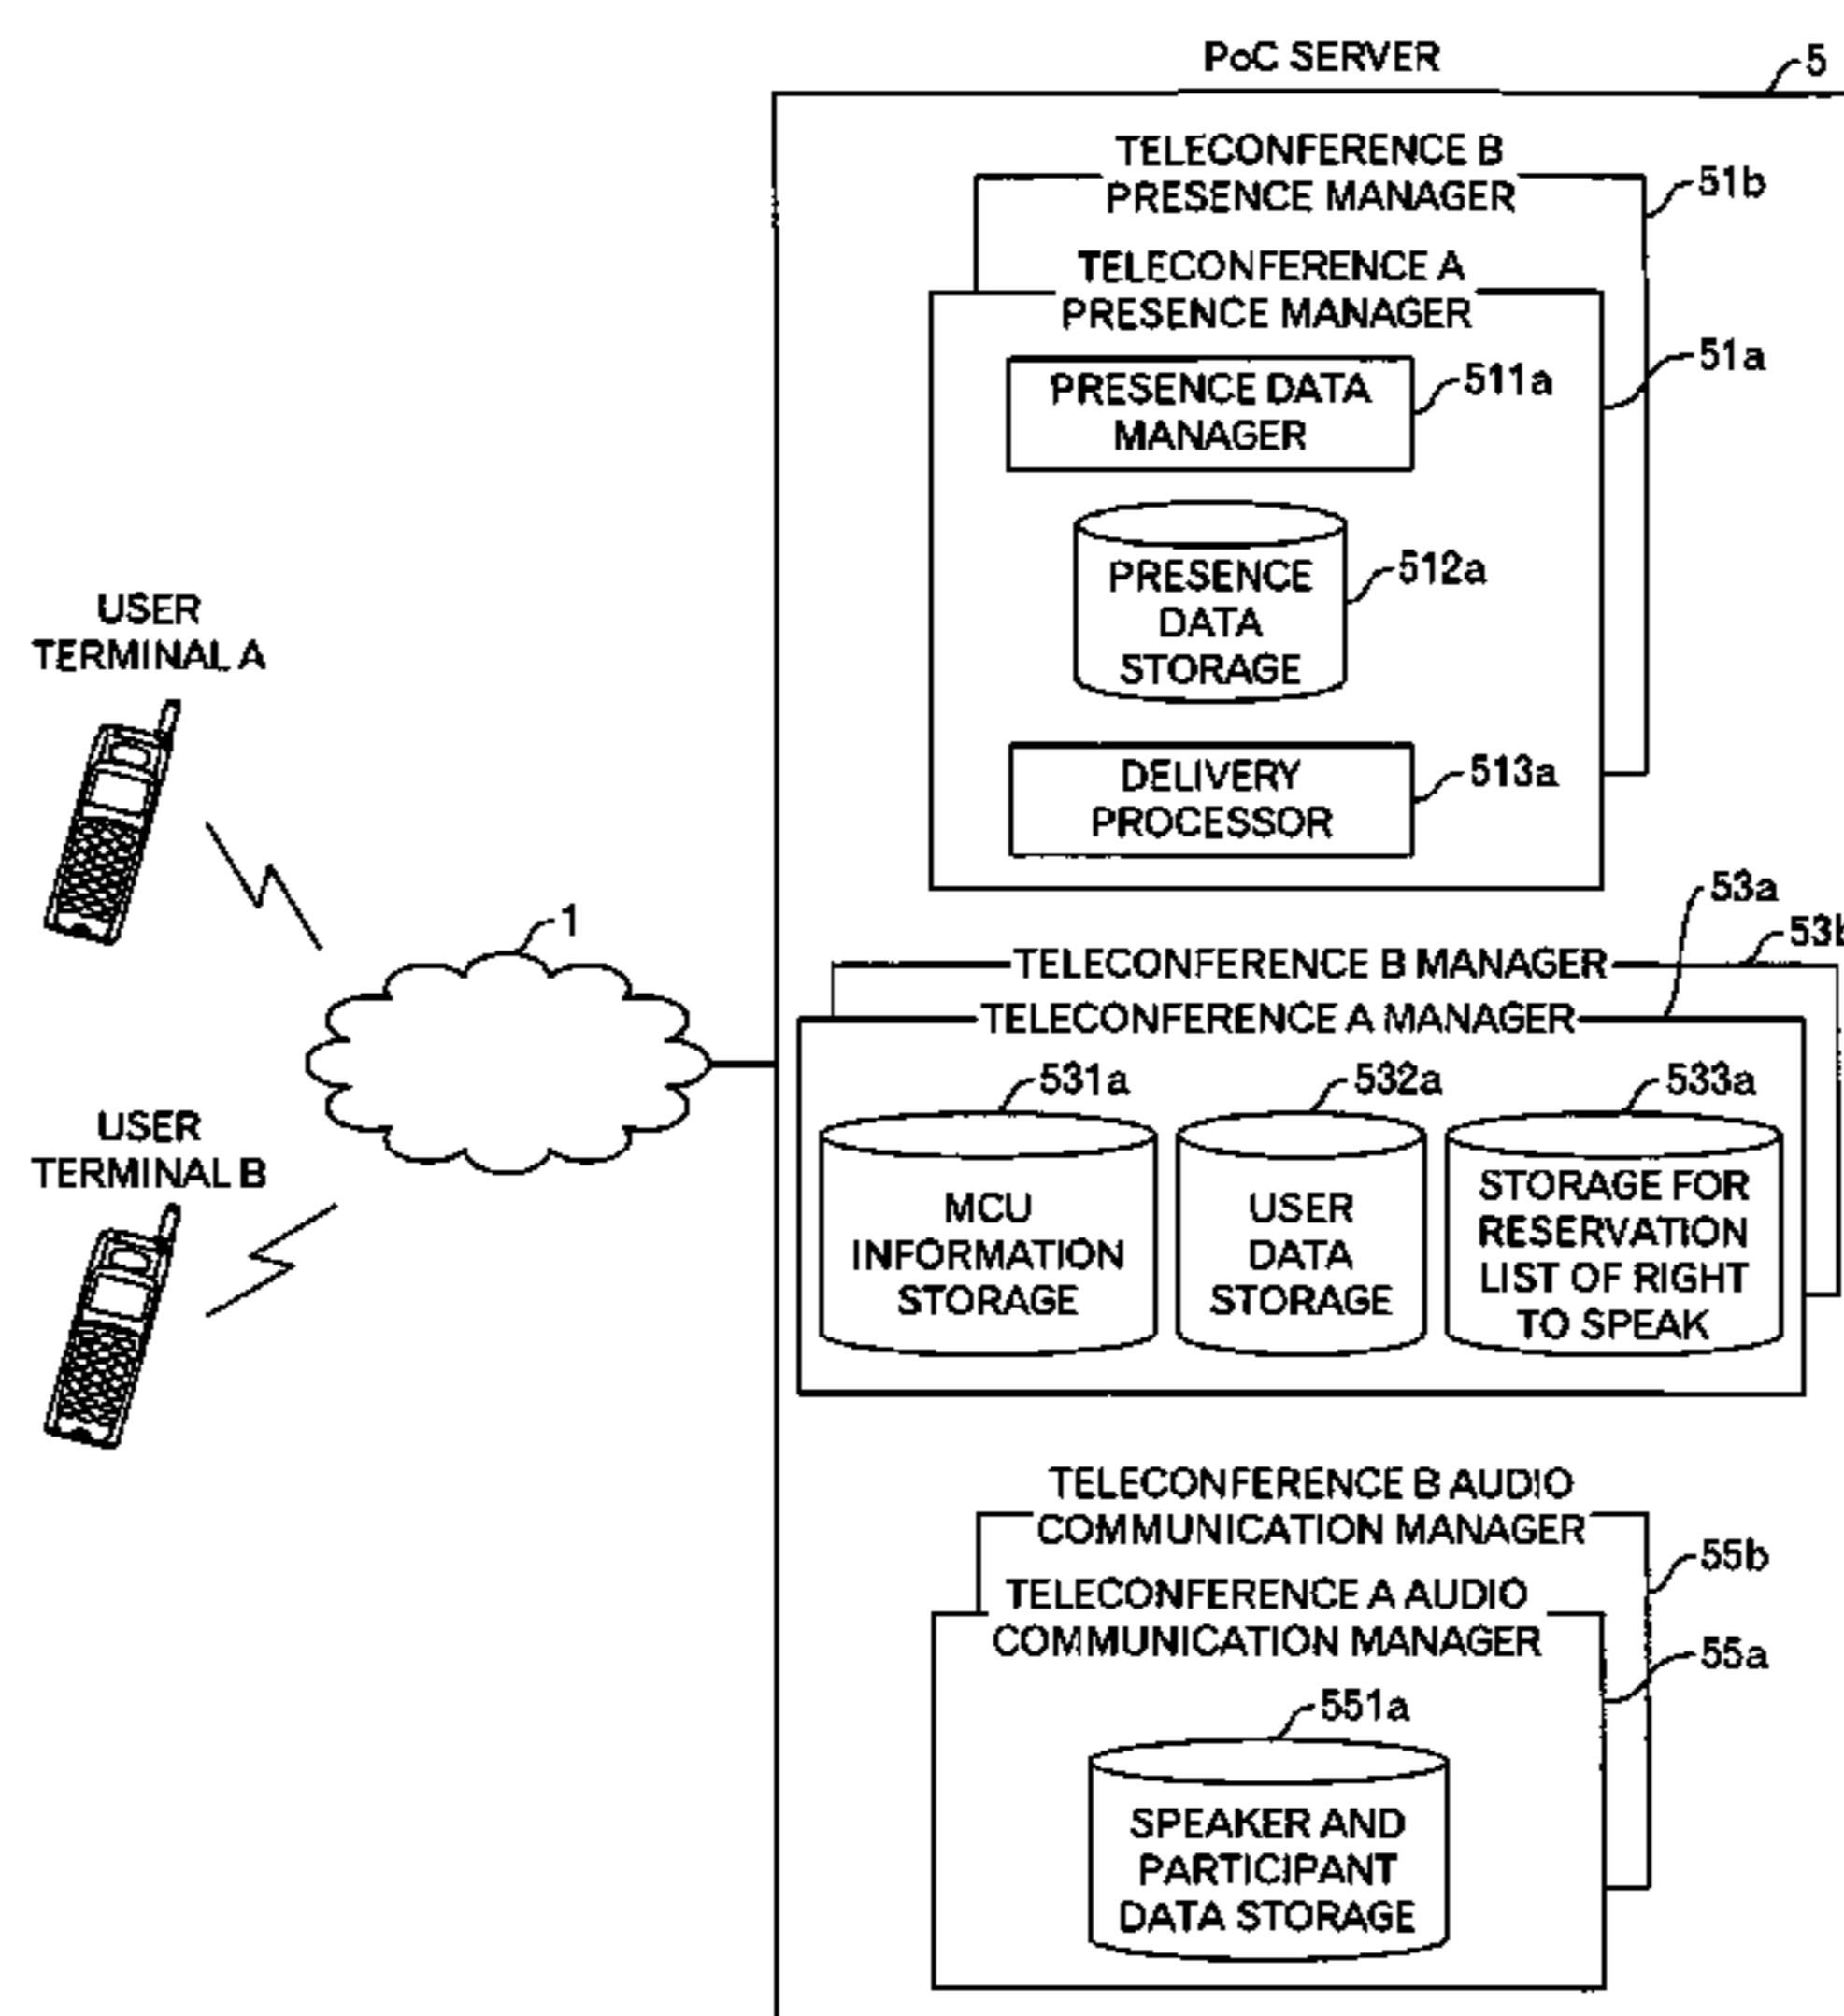 PoC SERVER
5
TELECONFERENCE B
PRESENCE MANAGER
51b
TELECONFERENCE A
PRESENCE MANAGER
51a
PRESENCE DATA
MANAGER
511a
PRESENCE
DATA
STORAGE
512a
DELIVERY
PROCESSOR
513a
USER
TERMINAL A
1
USER
TERMINAL B
53a
53b
TELECONFERENCE B MANAGER
TELECONFERENCE A MANAGER
531a
532a
533a
MCU
INFORMATION
STORAGE
USER
DATA
STORAGE
STORAGE FOR
RESERVATION
LIST OF RIGHT
TO SPEAK
TELECONFERENCE B AUDIO
COMMUNICATION MANAGER
55b
TELECONFERENCE A AUDIO
COMMUNICATION MANAGER
55a
551a
SPEAKER AND
PARTICIPANT
DATA STORAGE